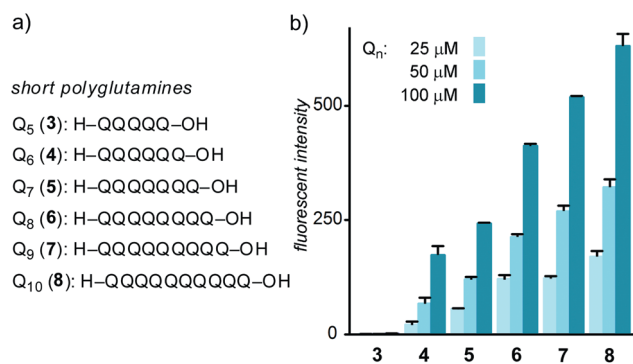 a)
short polyglutamines
Q5 (3): H–QQQQQ–OH
Q6 (4): H–QQQQQQ–OH
Q7 (5): H–QQQQQQQ–OH
Q8 (6): H–QQQQQQQQ–OH
Q9 (7): H–QQQQQQQQQ–OH
Q10 (8): H–QQQQQQQQQQ–OH
b)
Qn: 25 μM
50 μM
100 μM
fluorescent intensity
500
250
0
3 4 5 6 7 8